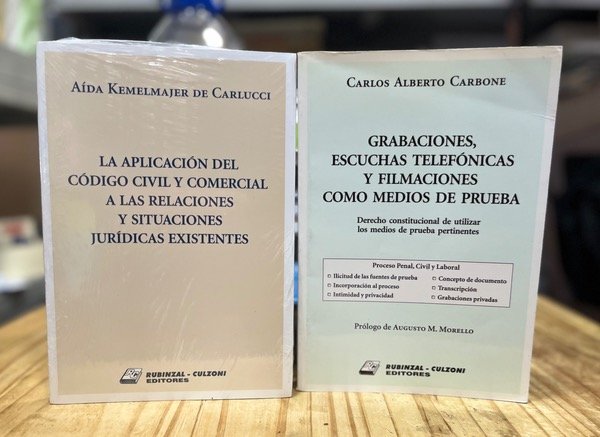 AÍDA KEMELMAJER DE CARLUCCI
LA APLICACIÓN DEL
CÓDIGO CIVIL Y COMERCIAL
A LAS RELACIONES
Y SITUACIONES
JURÍDICAS EXISTENTES
RC
RUBINZAL - CULZONI
EDITORES
CARLOS ALBERTO CARBONE
GRABACIONES,
ESCUCHAS TELEFÓNICAS
Y FILMACIONES
COMO MEDIOS DE PRUEBA
Derecho constitucional de utilizar
los medios de prueba pertinentes
Proceso Penal, Civil y Laboral
Ilicitud de las fuentes de prueba
Incorporación al proceso
Intimidad y privacidad
Concepto de documento
Transcripción
Grabaciones privadas
Prólogo de AUGUSTO M. MORELLO
RC
RUBINZAL - CULZONI
EDITORES